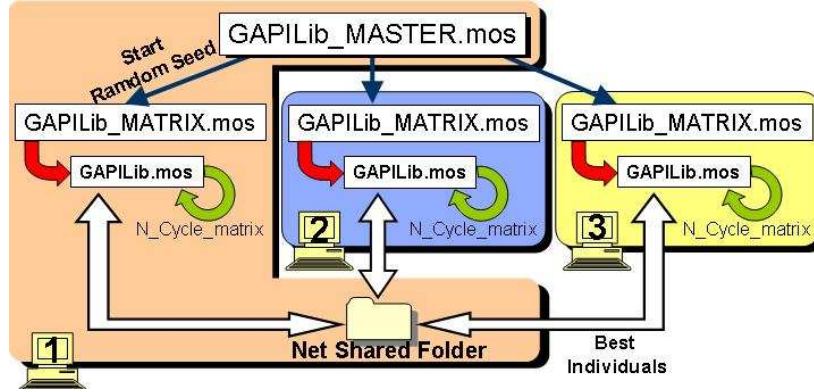 GAPILib_MASTER.mos
Start
Ramdom Seed
GAPILib_MATRIX.mos
GAPILib.mos
N_Cycle_matrix
GAPILib_MATRIX.mos
GAPILib.mos
N_Cycle_matrix
2
GAPILib_MATRIX.mos
GAPILib.mos
N_Cycle_matrix
3
Net Shared Folder
1
Best
Individuals